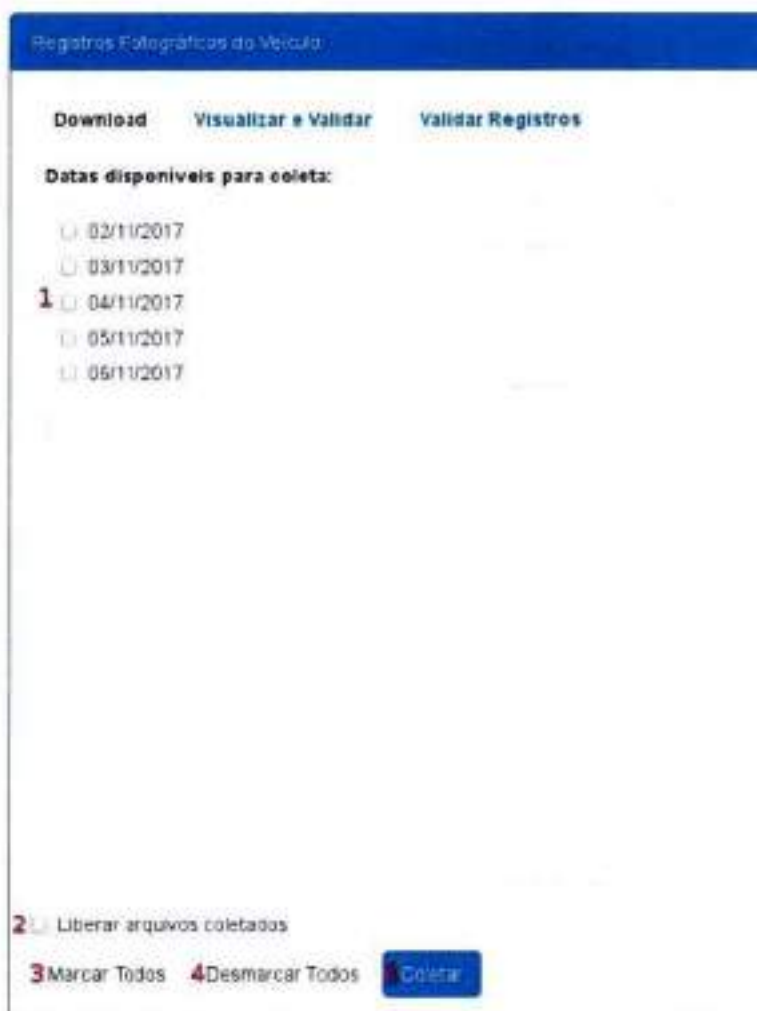 Registros Fotográficos do Veículo
Download Visualizar e Validar Validar Registros
Datas disponíveis para coleta:
02/11/2017
03/11/2017
1 04/11/2017
05/11/2017
06/11/2017
2 Liberar arquivos coletados
3 Marcar Todos 4 Desmarcar Todos 5 Coletar